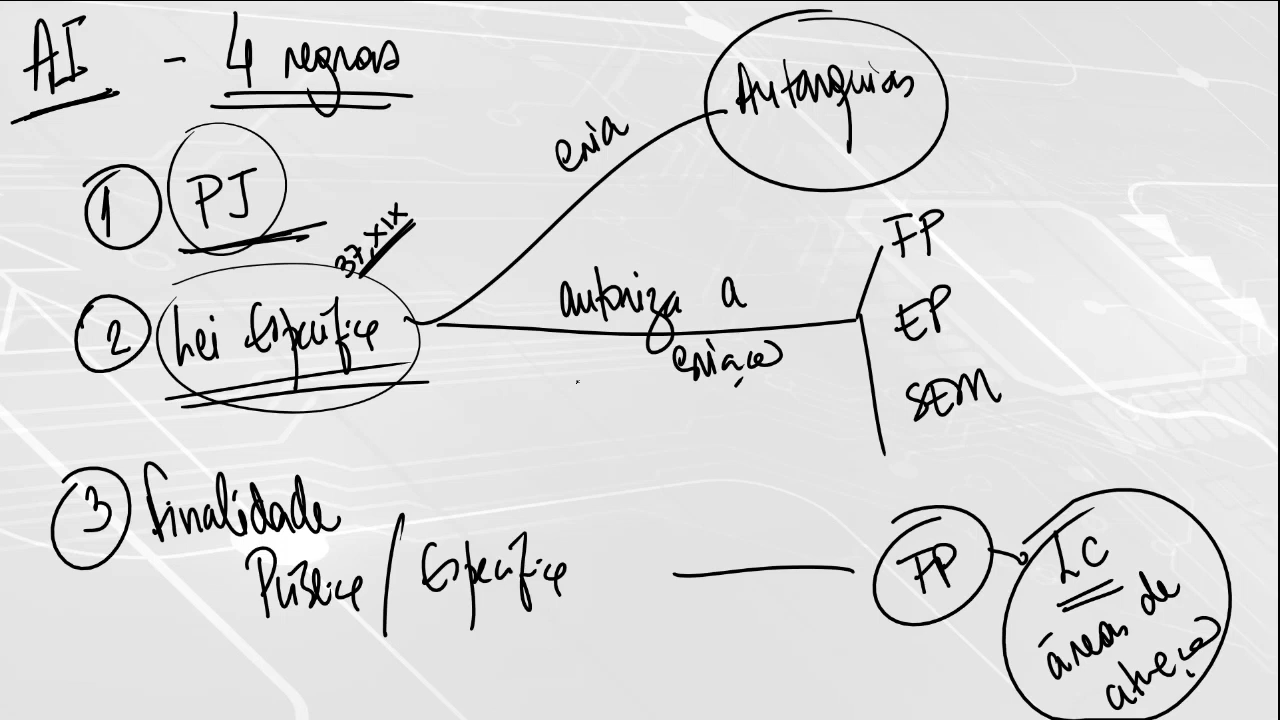 AI - 4 regras
1 PJ
37, XIX
2 Lei Específica
cria
Autarquias
autoriza a
criação
FP
EP
SEM
3 Finalidade
Pública / Específica
FP
LC
áreas de
atuação